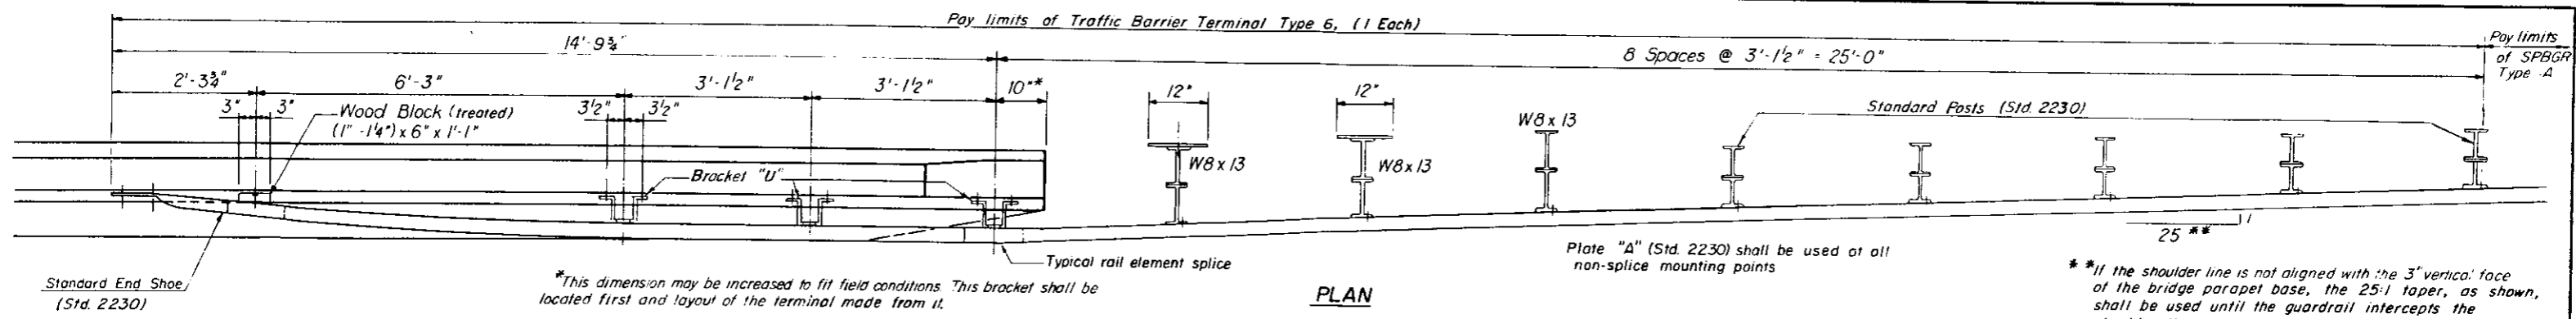 Pay limits of Traffic Barrier Terminal Type 6, (1 Each)
Pay limits
of SPBGR
Type A
14'-9¾"
8 Spaces @ 3'-1½" = 25'-0"
2'-3¾"
6'-3"
3'-1½"
3'-1½"
10"*
3"
3"
Wood Block (treated)
(1" -1¼") x 6" x 1'-1"
3½"
3½"
12"
12"
W8 x 13
Standard Posts (Std. 2230)
W8 x 13
W8 x 13
Bracket "U"
25 **
1
Standard End Shoe
(Std. 2230)
Typical rail element splice
*This dimension may be increased to fit field conditions. This bracket shall be
located first and layout of the terminal made from it.
PLAN
Plate "A" (Std. 2230) shall be used at all
non-splice mounting points
**If the shoulder line is not aligned with the 3" vertical face
of the bridge parapet base, the 25:1 taper, as shown,
shall be used until the guardrail intercepts the